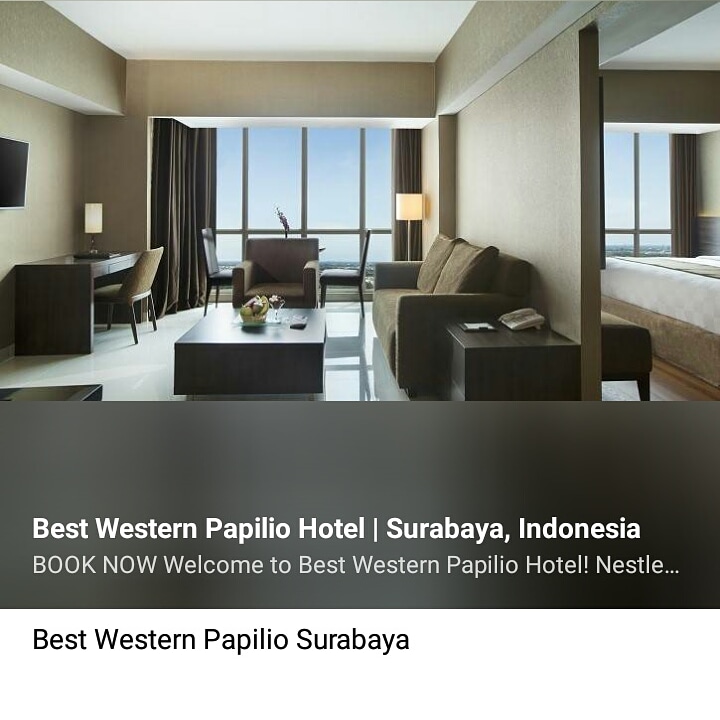 Best Western Papilio Hotel | Surabaya, Indonesia
BOOK NOW Welcome to Best Western Papilio Hotel! Nestle…
Best Western Papilio Surabaya